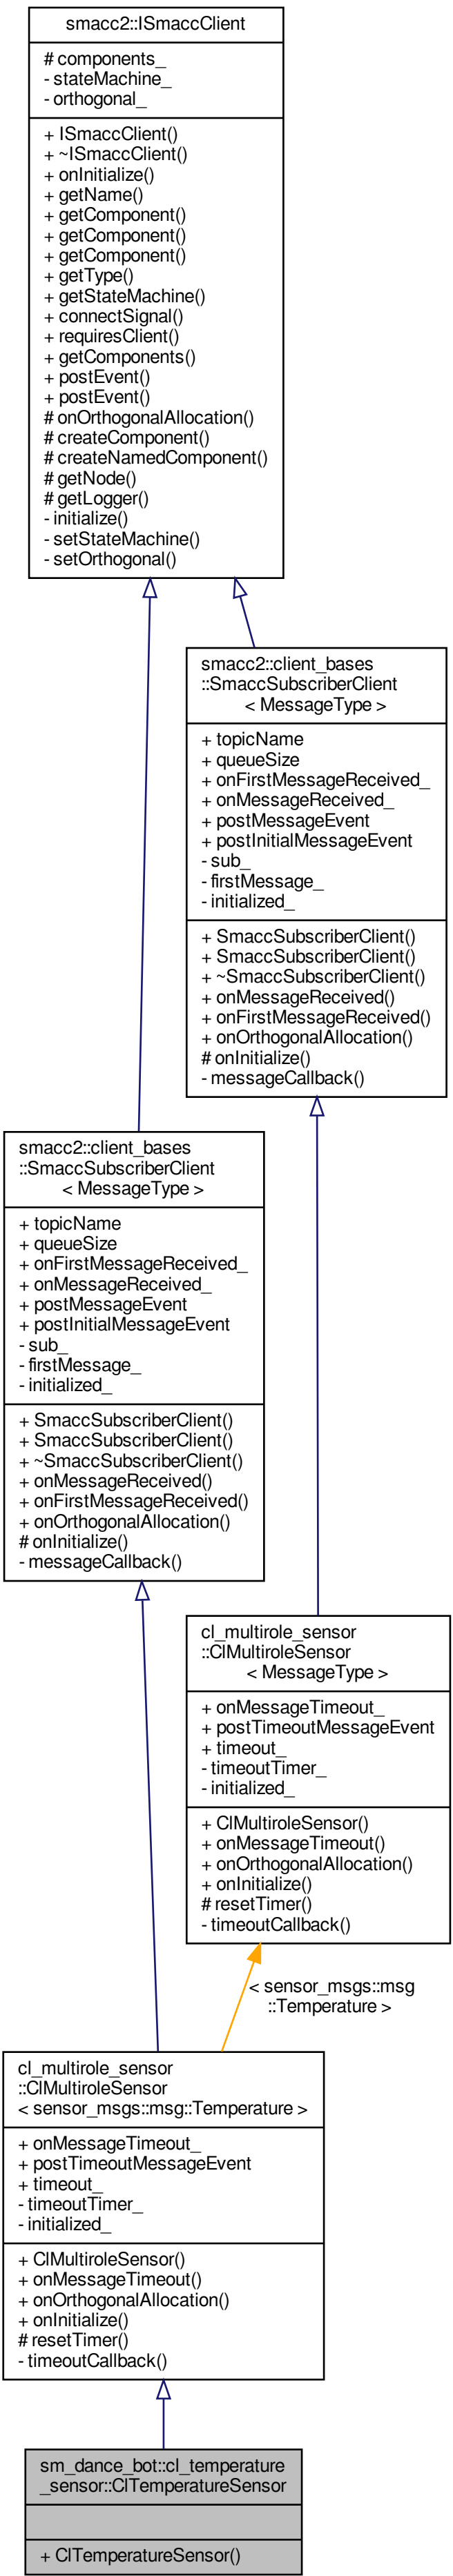 smacc2::ISmaccClient
# components_
- stateMachine_
- orthogonal_
+ ISmaccClient()
+ ~ISmaccClient()
+ onInitialize()
+ getName()
+ getComponent()
+ getComponent()
+ getComponent()
+ getType()
+ getStateMachine()
+ connectSignal()
+ requiresClient()
+ getComponents()
+ postEvent()
+ postEvent()
# onOrthogonalAllocation()
# createComponent()
# createNamedComponent()
# getNode()
# getLogger()
- initialize()
- setStateMachine()
- setOrthogonal()
smacc2::client_bases
::SmaccSubscriberClient
< MessageType >
+ topicName
+ queueSize
+ onFirstMessageReceived_
+ onMessageReceived_
+ postMessageEvent
+ postInitialMessageEvent
- sub_
- firstMessage_
- initialized_
+ SmaccSubscriberClient()
+ SmaccSubscriberClient()
+ ~SmaccSubscriberClient()
+ onMessageReceived()
+ onFirstMessageReceived()
+ onOrthogonalAllocation()
# onInitialize()
- messageCallback()
smacc2::client_bases
::SmaccSubscriberClient
< MessageType >
+ topicName
+ queueSize
+ onFirstMessageReceived_
+ onMessageReceived_
+ postMessageEvent
+ postInitialMessageEvent
- sub_
- firstMessage_
- initialized_
+ SmaccSubscriberClient()
+ SmaccSubscriberClient()
+ ~SmaccSubscriberClient()
+ onMessageReceived()
+ onFirstMessageReceived()
+ onOrthogonalAllocation()
# onInitialize()
- messageCallback()
cl_multirole_sensor
::ClMultiroleSensor
< MessageType >
+ onMessageTimeout_
+ postTimeoutMessageEvent
+ timeout_
- timeoutTimer_
- initialized_
+ ClMultiroleSensor()
+ onMessageTimeout()
+ onOrthogonalAllocation()
+ onInitialize()
# resetTimer()
- timeoutCallback()
< sensor_msgs::msg
::Temperature >
cl_multirole_sensor
::ClMultiroleSensor
< sensor_msgs::msg::Temperature >
+ onMessageTimeout_
+ postTimeoutMessageEvent
+ timeout_
- timeoutTimer_
- initialized_
+ ClMultiroleSensor()
+ onMessageTimeout()
+ onOrthogonalAllocation()
+ onInitialize()
# resetTimer()
- timeoutCallback()
sm_dance_bot::cl_temperature
_sensor::ClTemperatureSensor
+ ClTemperatureSensor()